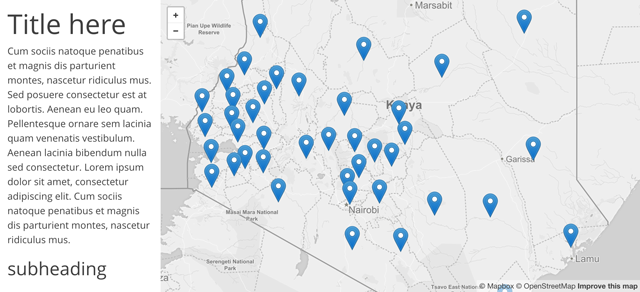 Title here
Cum sociis natoque penatibus
et magnis dis parturient
montes, nascetur ridiculus mus.
Sed posuere consectetur est at
lobortis. Aenean eu leo quam.
Pellentesque ornare sem lacinia
quam venenatis vestibulum.
Aenean lacinia bibendum nulla
sed consectetur. Lorem ipsum
dolor sit amet, consectetur
adipiscing elit. Cum sociis
natoque penatibus et magnis
dis parturient montes, nascetur
ridiculus mus.
subheading
+
−
Marsabit
Pian Upe Wildlife
Reserve
Kenya
Garissa
Masai Mara National
Park
Nairobi
Serengeti National
Park
Lamu
Tsavo East Nation
© Mapbox © OpenStreetMap Improve this map